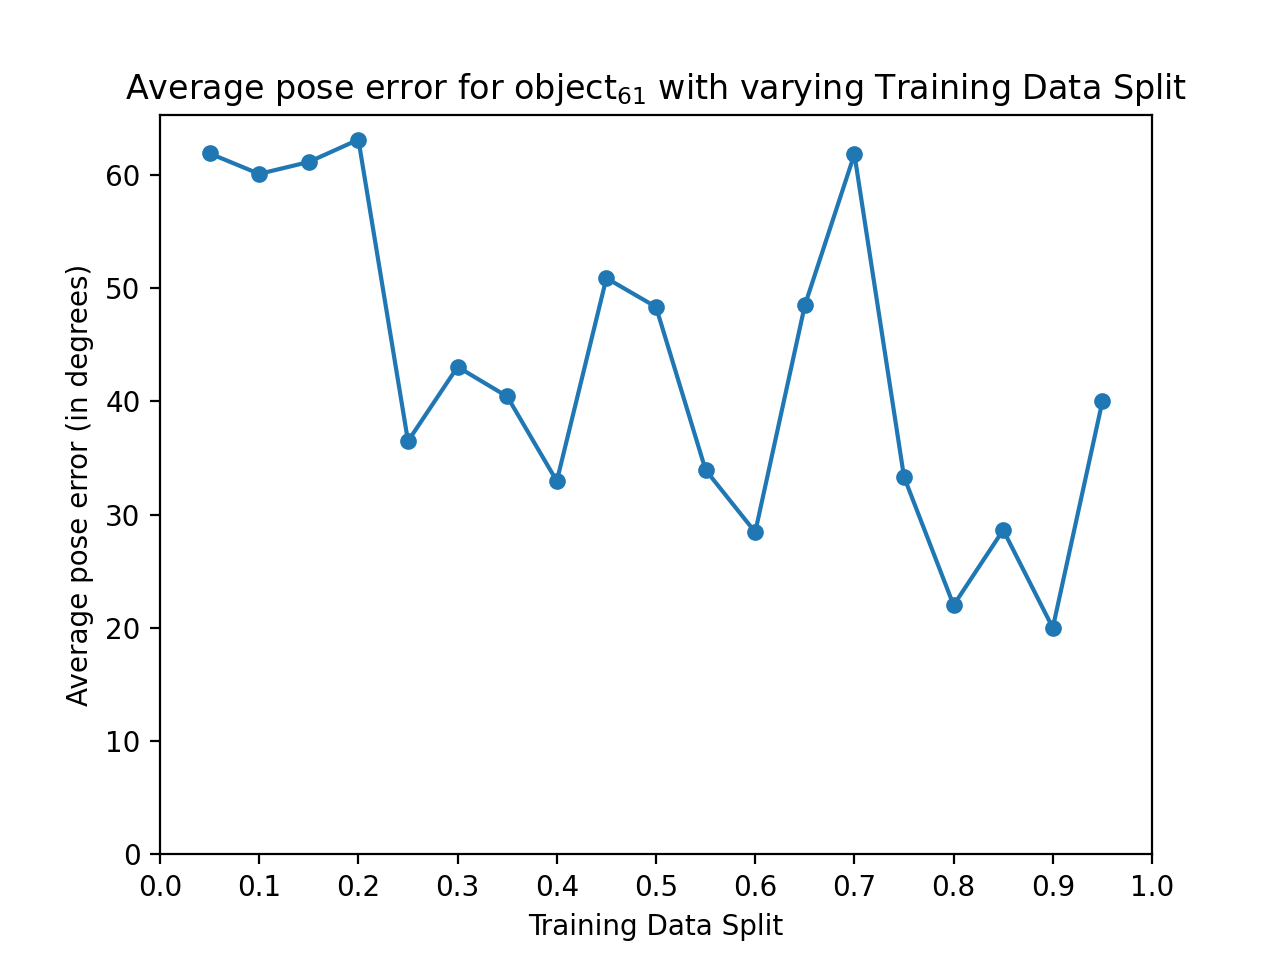 Average pose error for object₆₁ with varying Training Data Split
Average pose error (in degrees)
60
50
40
30
20
10
0
0.0 0.1 0.2 0.3 0.4 0.5 0.6 0.7 0.8 0.9 1.0
Training Data Split